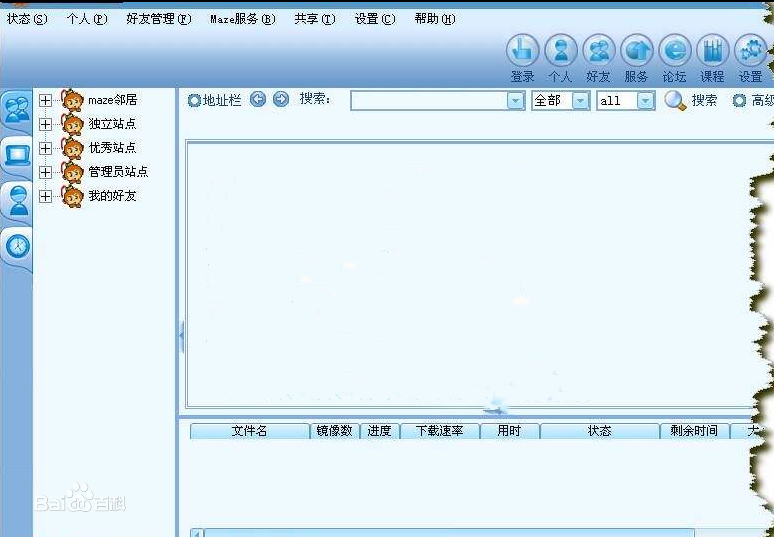 状态(S) 个人(P) 好友管理(F) Maze服务(B) 共享(T) 设置(C) 帮助(H)
登录 个人 好友 服务 论坛 课程 设置
地址栏 搜索: 全部 all 搜索 高级
maze邻居
独立站点
优秀站点
管理员站点
我的好友
文件名 镜像数 进度 下载速率 用时 状态 剩余时间
Baidu百科